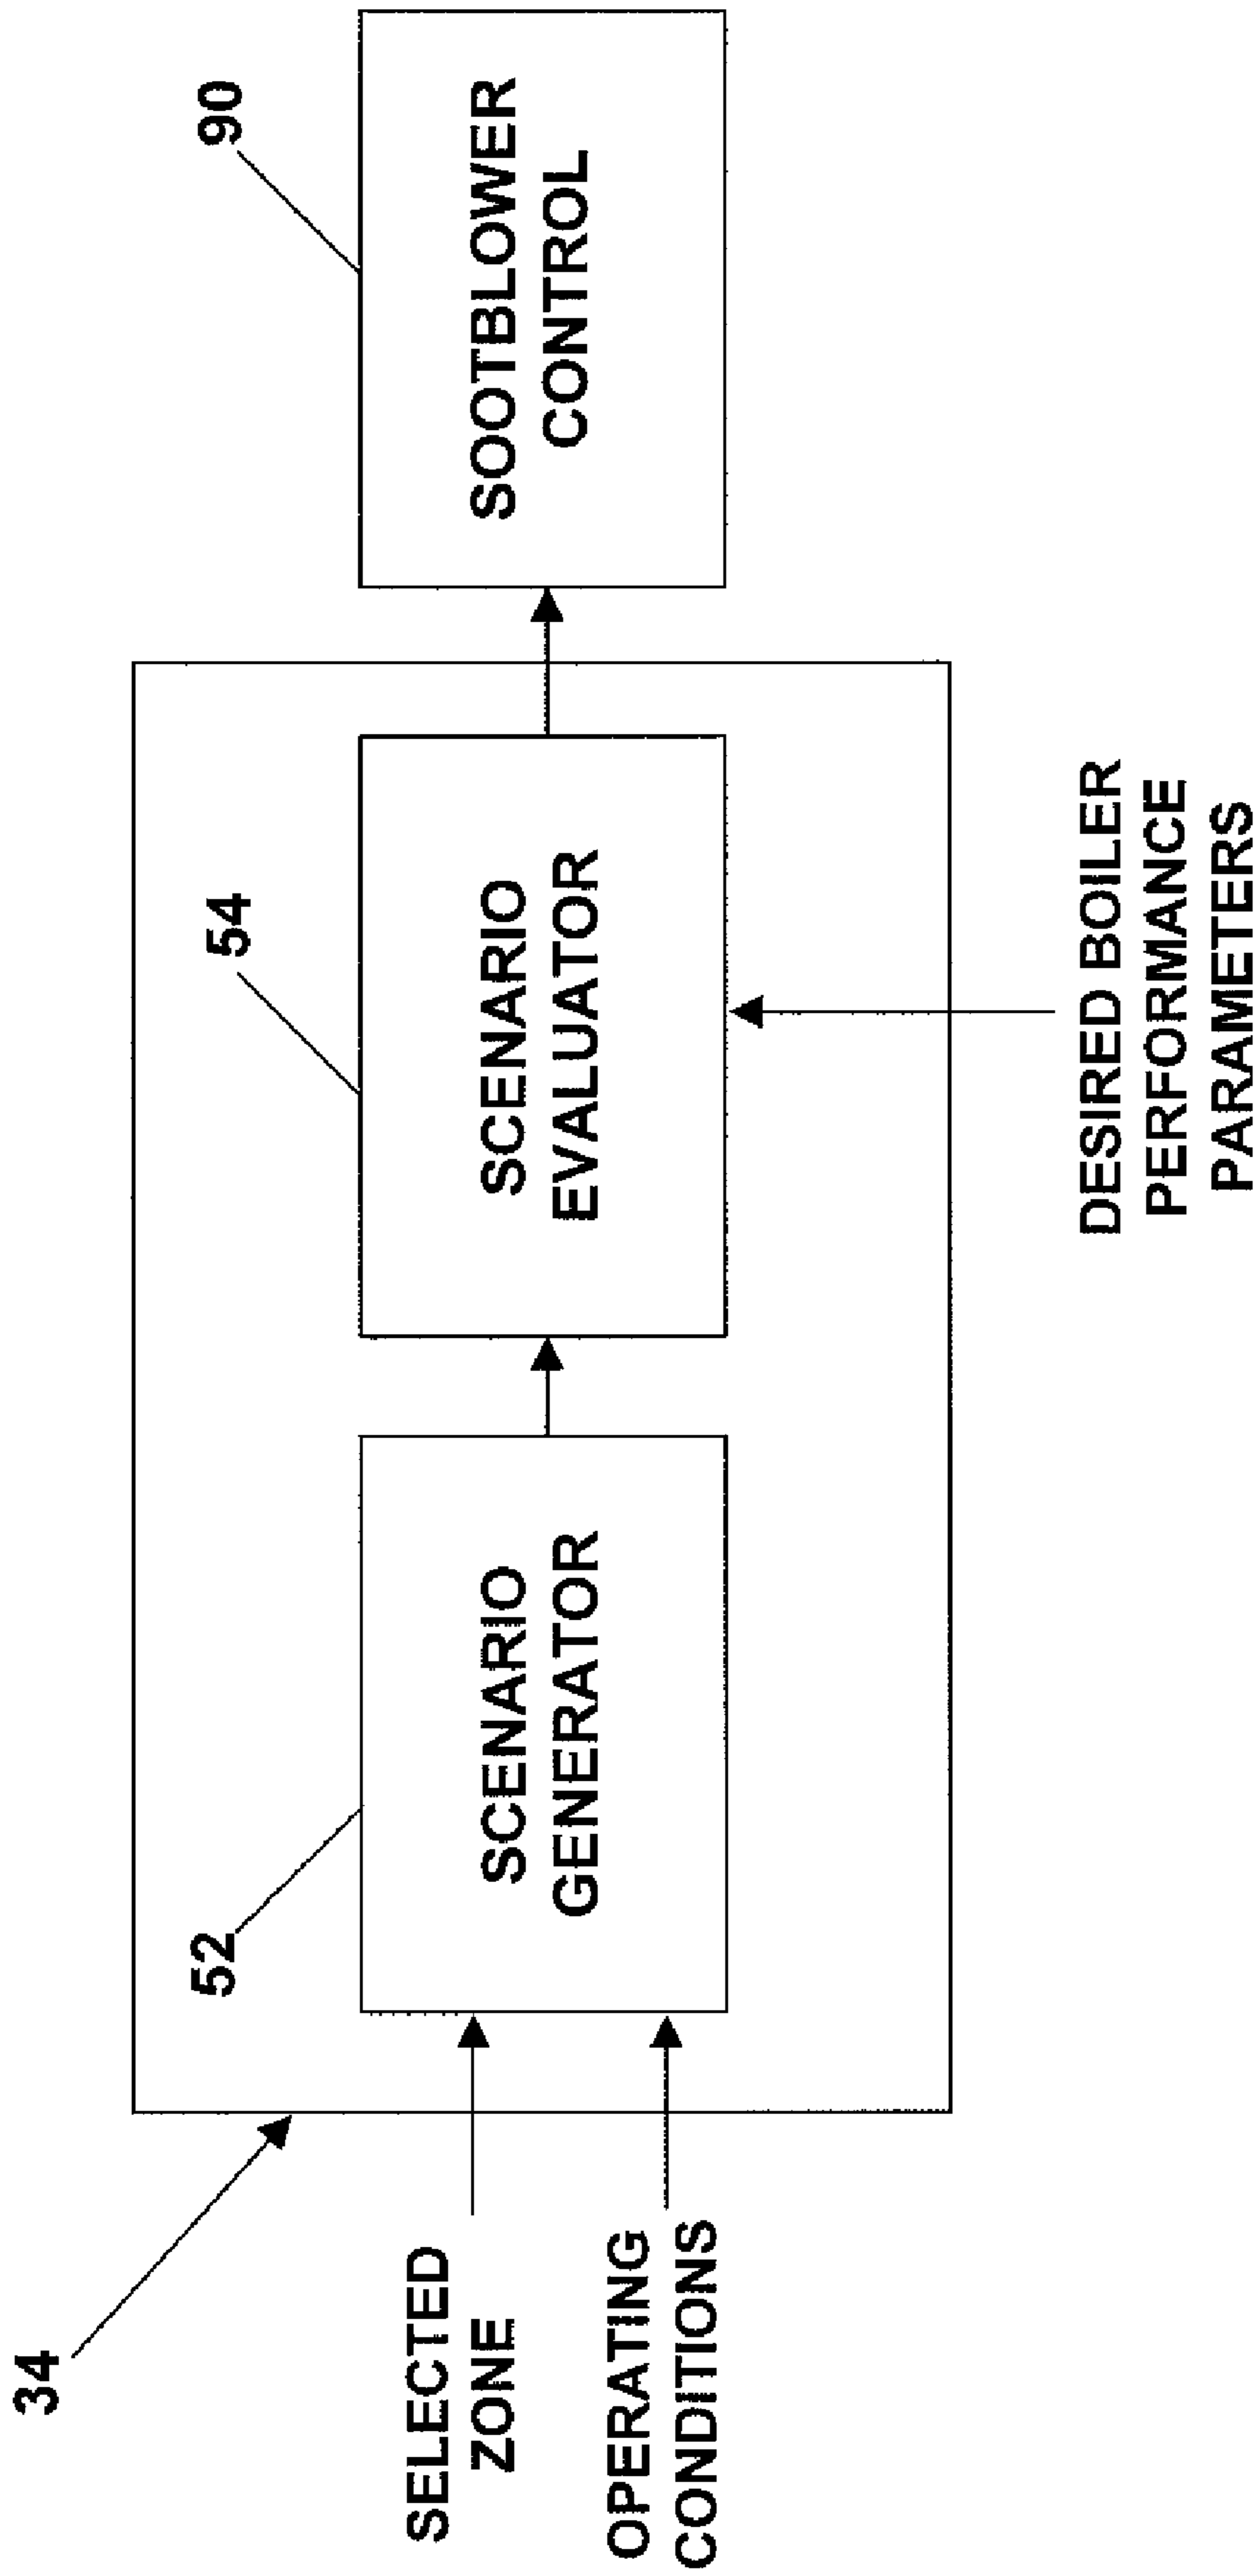 34
SELECTED
ZONE
OPERATING
CONDITIONS
52
SCENARIO
GENERATOR
54
SCENARIO
EVALUATOR
DESIRED BOILER
PERFORMANCE
PARAMETERS
90
SOOTBLOWER
CONTROL